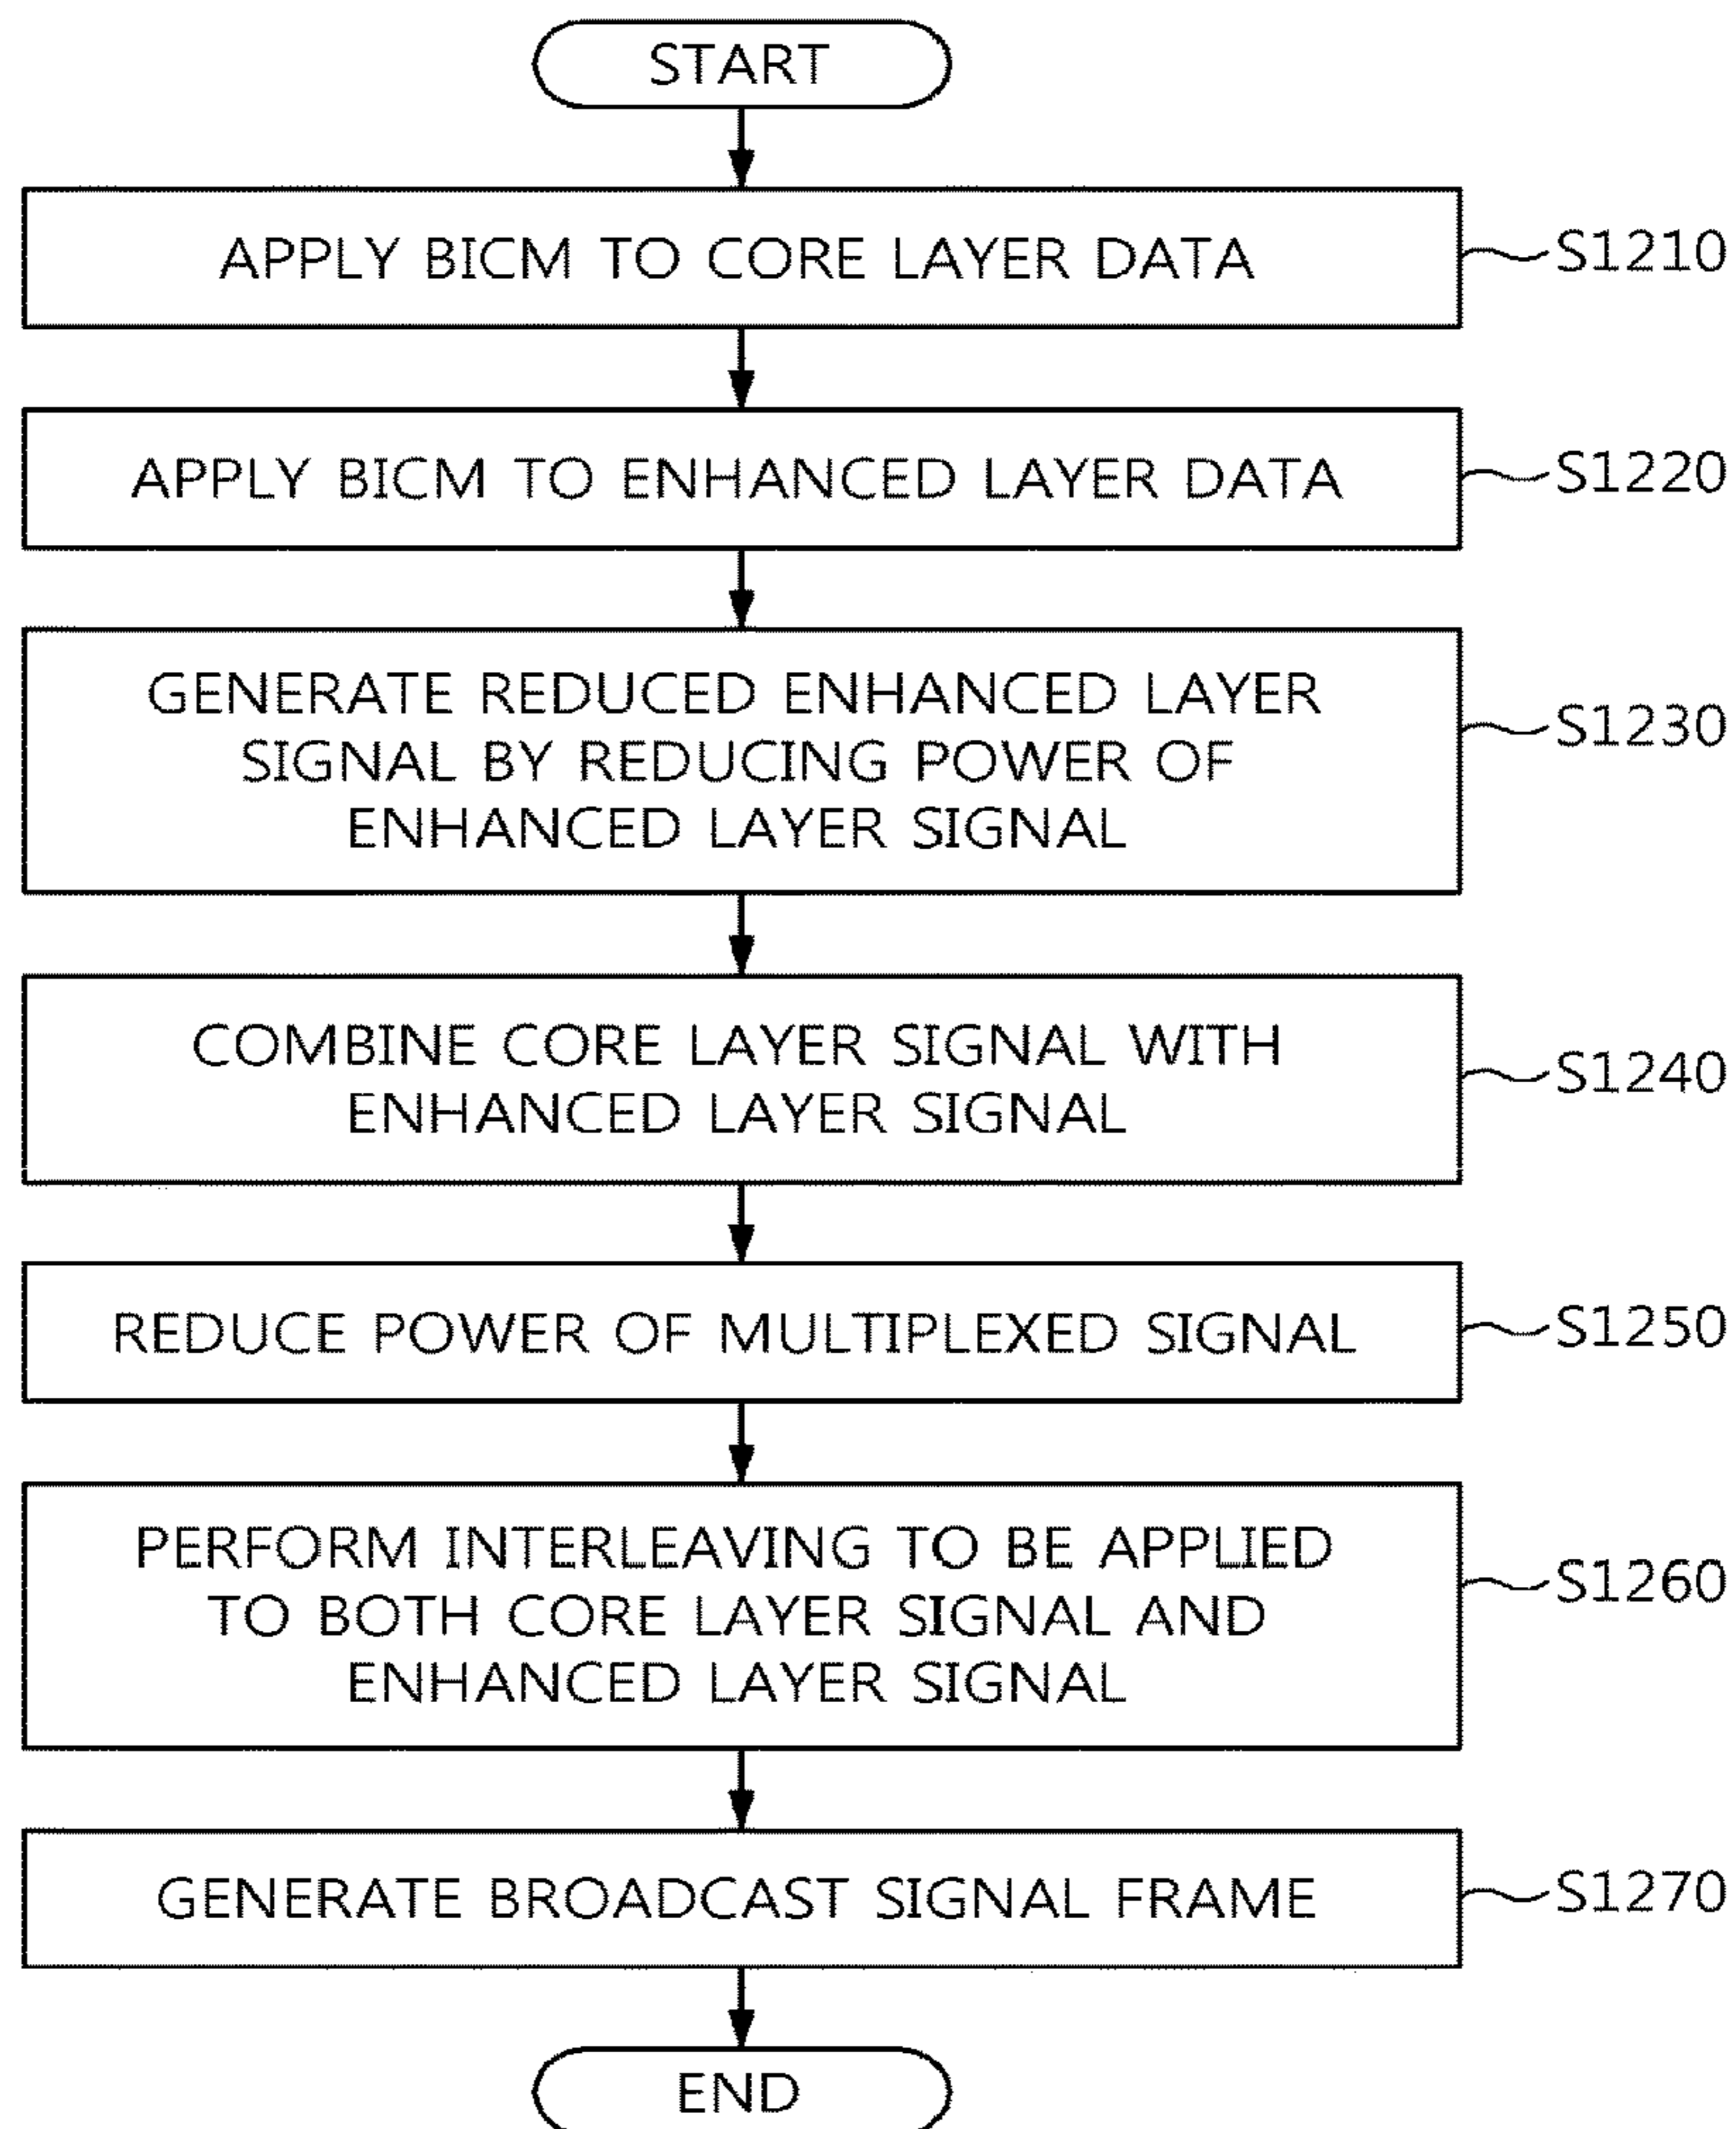 START
APPLY BICM TO CORE LAYER DATA
S1210
APPLY BICM TO ENHANCED LAYER DATA
S1220
GENERATE REDUCED ENHANCED LAYER
SIGNAL BY REDUCING POWER OF
ENHANCED LAYER SIGNAL
S1230
COMBINE CORE LAYER SIGNAL WITH
ENHANCED LAYER SIGNAL
S1240
REDUCE POWER OF MULTIPLEXED SIGNAL
S1250
PERFORM INTERLEAVING TO BE APPLIED
TO BOTH CORE LAYER SIGNAL AND
ENHANCED LAYER SIGNAL
S1260
GENERATE BROADCAST SIGNAL FRAME
S1270
END